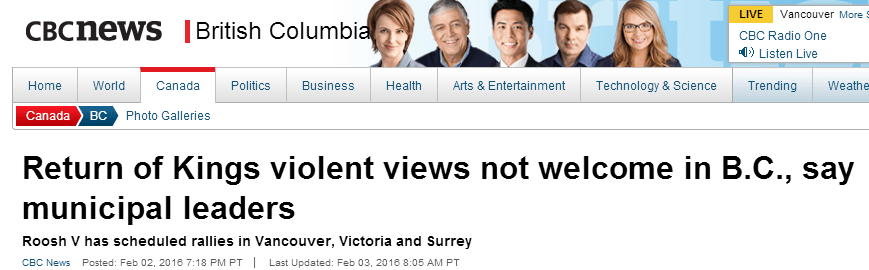 CBCnews British Columbia
LIVE Vancouver More S
CBC Radio One
Listen Live
Home World Canada Politics Business Health Arts & Entertainment Technology & Science Trending Weathe
Canada BC Photo Galleries
Return of Kings violent views not welcome in B.C., say
municipal leaders
Roosh V has scheduled rallies in Vancouver, Victoria and Surrey
CBC News Posted: Feb 02, 2016 7:18 PM PT | Last Updated: Feb 03, 2016 8:05 AM PT